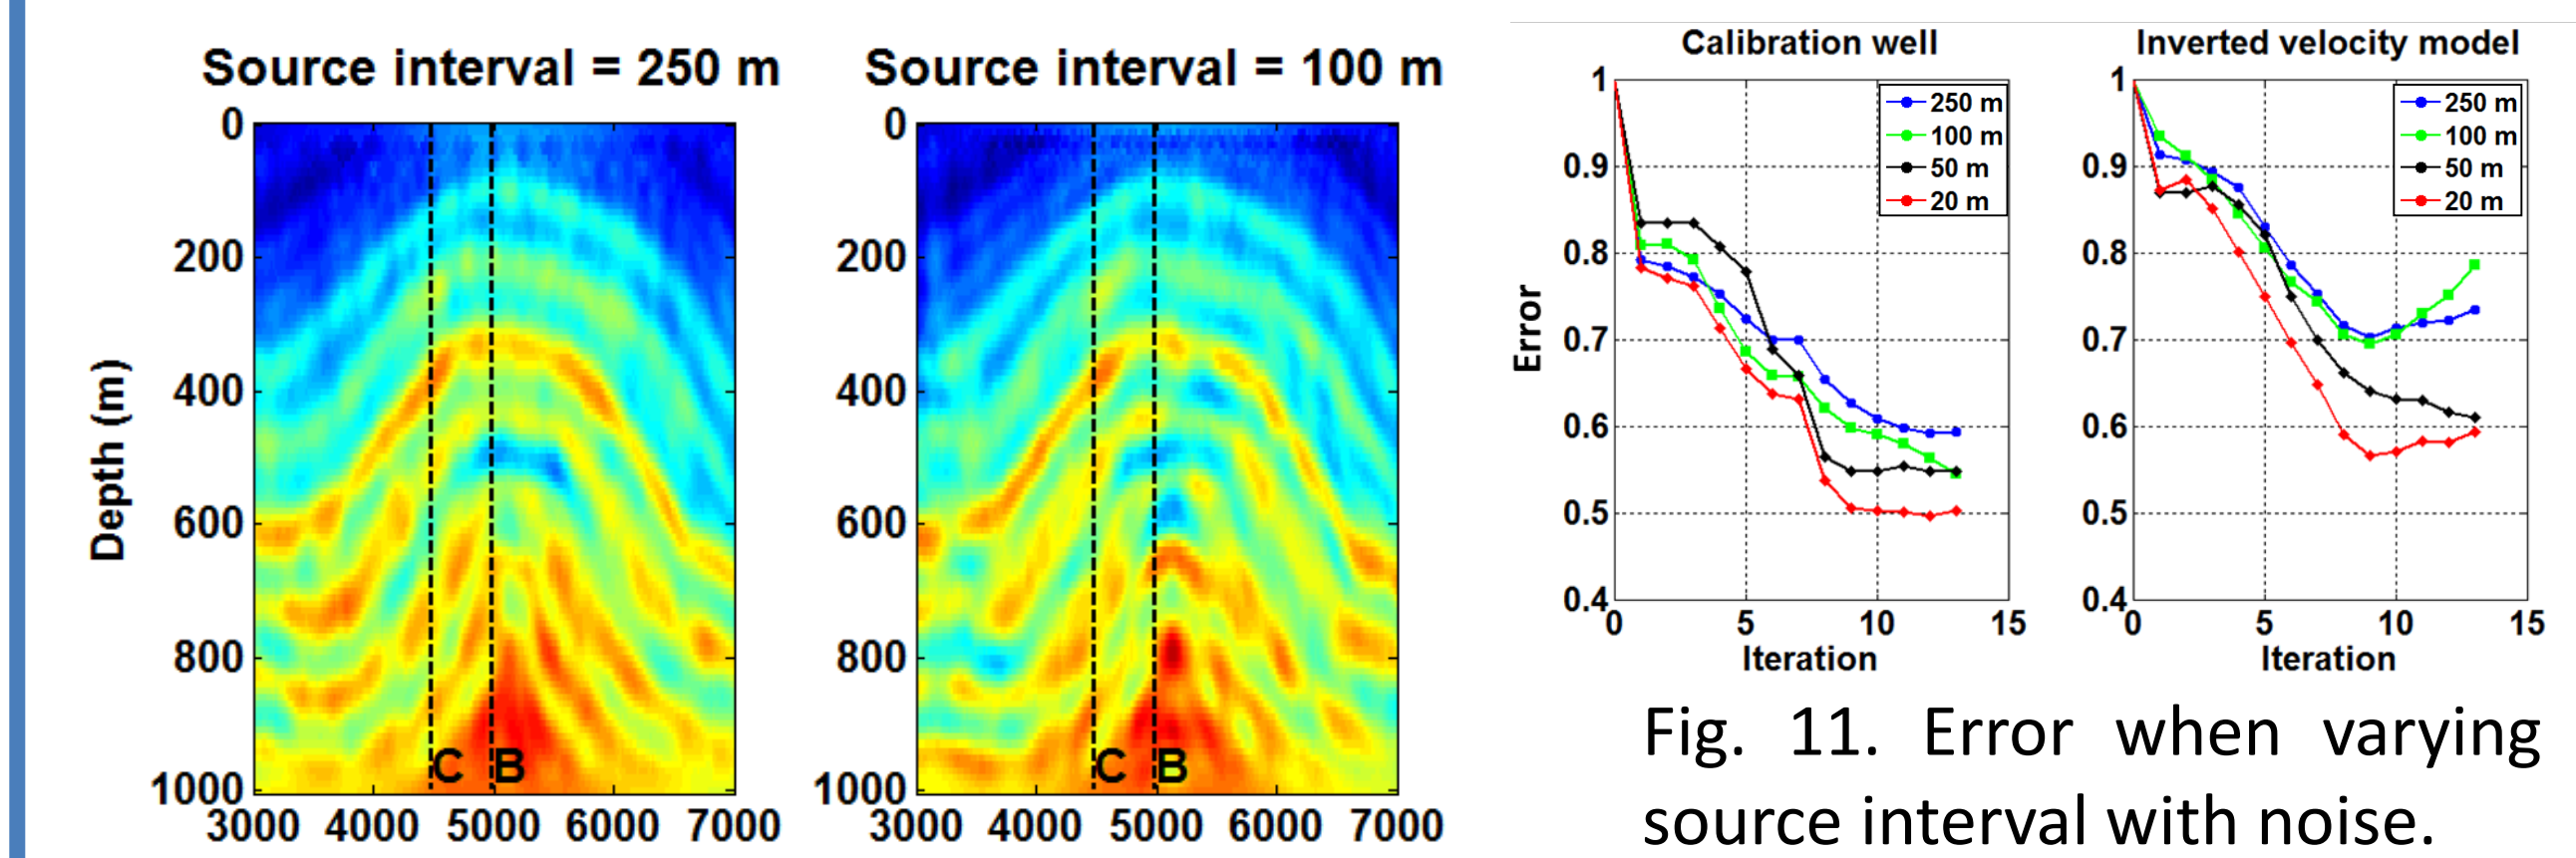 Source interval = 250 m
Source interval = 100 m
Depth (m)
0
200
400
600
800
1000
3000 4000 5000 6000 7000
C B
0
200
400
600
800
1000
3000 4000 5000 6000 7000
C B
Calibration well
Error
1
0.9
0.8
0.7
0.6
0.5
0.4
0 5 10 15
Iteration
250 m
100 m
50 m
20 m
Inverted velocity model
1
0.9
0.8
0.7
0.6
0.5
0.4
0 5 10 15
Iteration
250 m
100 m
50 m
20 m
Fig. 11. Error when varying
source interval with noise.